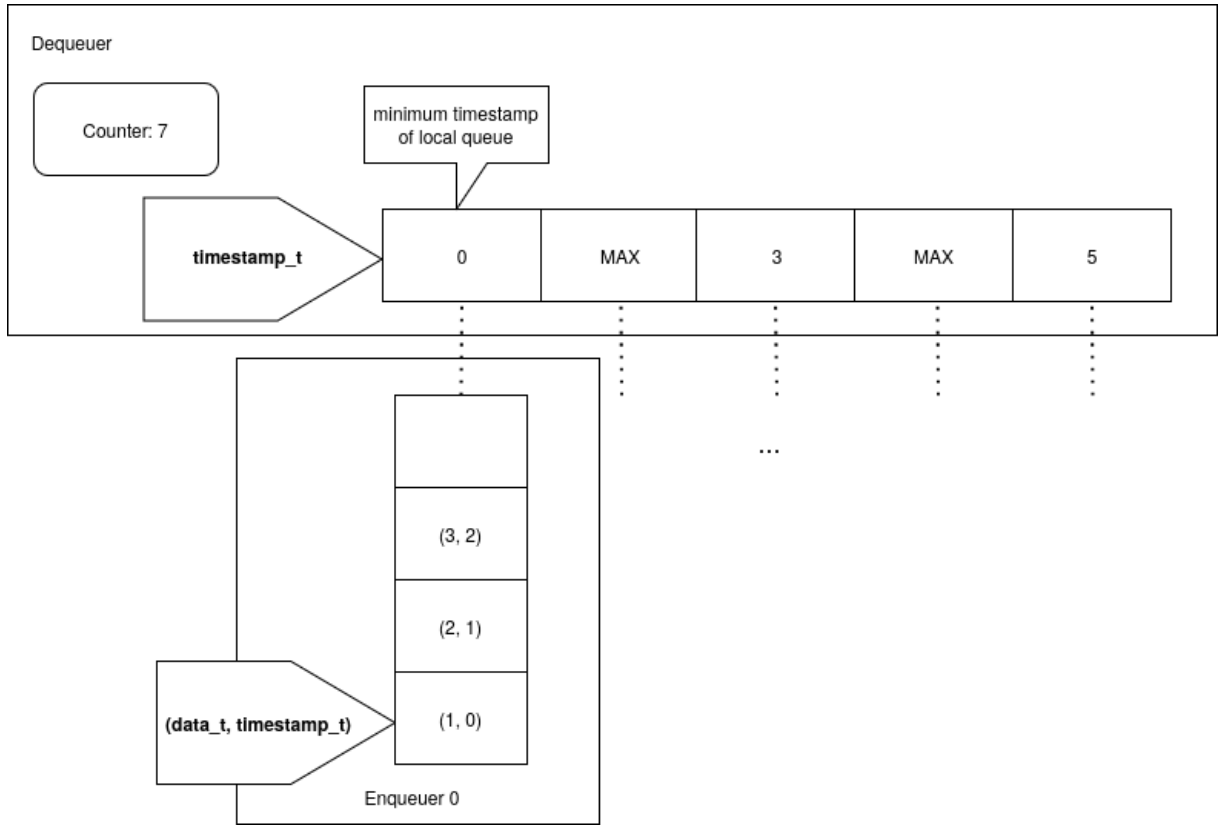 Dequeuer
Counter: 7
minimum timestamp
of local queue
timestamp_t
0
MAX
3
MAX
5
...
(3, 2)
(2, 1)
(data_t, timestamp_t)
(1, 0)
Enqueuer 0